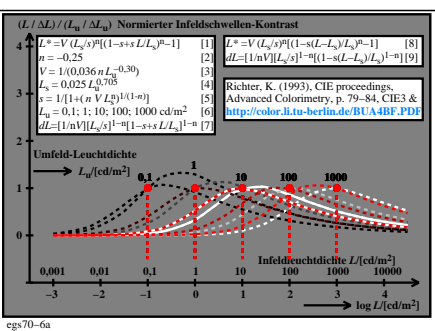 (L / ΔL) / (Lu / ΔLu) Normierter Infeldschwellen-Kontrast
L*=V (Ls/s)ⁿ[(1–s+s L/Ls)ⁿ–1] [1]
n = –0,25 [2]
V = 1/(0,036 n Lu^–0,30) [3]
Ls = 0,025 Lu^0,705 [4]
s = 1/[1+( n V Lsⁿ)^1/(1-n)] [5]
Lu = 0,1; 1; 10; 100; 1000 cd/m² [6]
dL=[1/nV][Ls/s]^1–n[1–s+s L/Ls]^1–n [7]
L*=V (Ls/s)ⁿ[(1–s(L–Ls)/Ls)ⁿ–1] [8]
dL=[1/nV][Ls/s]^1–n[(1–s(L–Ls)/Ls)^1–n] [9]
Richter, K. (1993), CIE proceedings,
Advanced Colorimetry, p. 79–84, CIE3 &
http://color.li.tu-berlin.de/BUA4BF.PDF
4
3
2
1
0
Umfeld-Leuchtdichte
Lu/[cd/m²]
0,1 1 10 100 1000
Infeldleuchtdichte L/[cd/m²]
0,001 0,01 0,1 1 10 100 1000 10000
–3 –2 –1 0 1 2 3
log L/[cd/m²]
egs70-6a